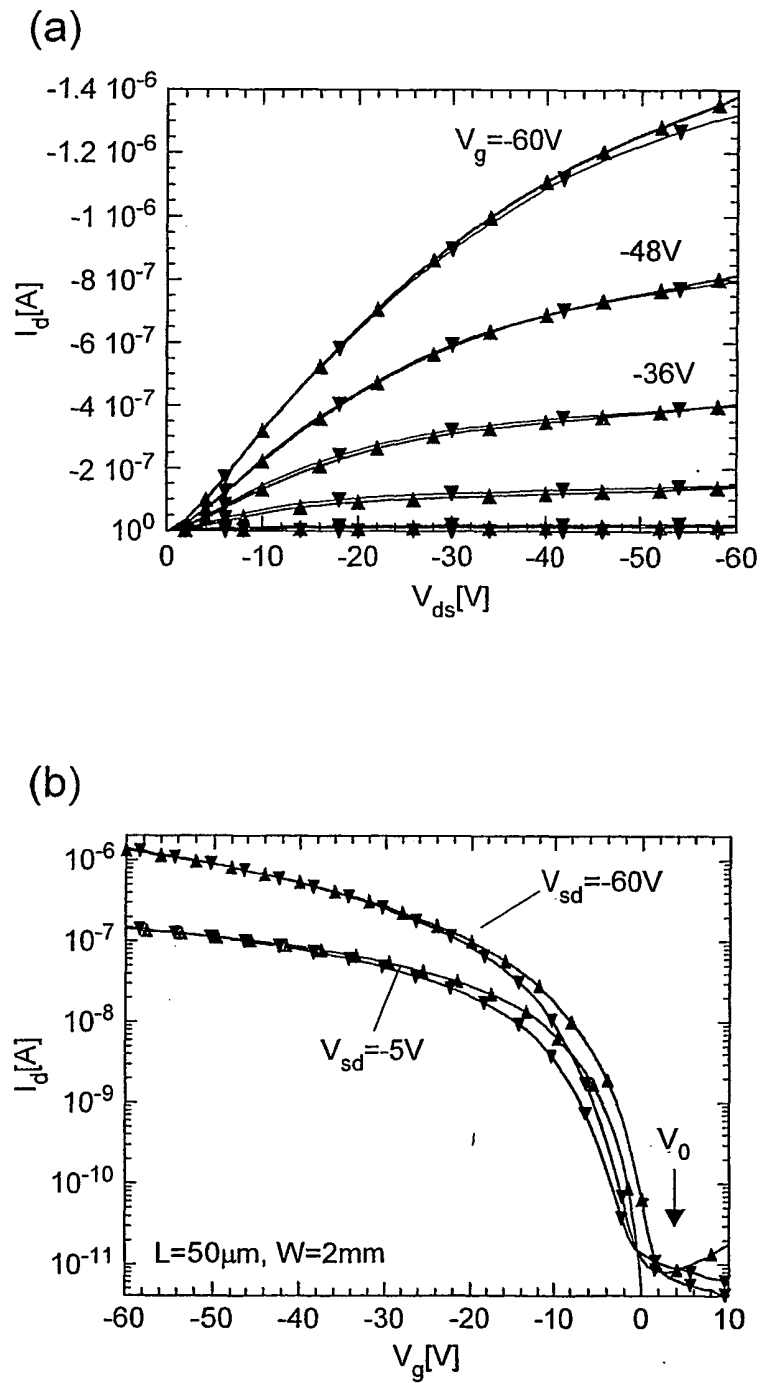 (a)
-1.4 10⁻⁶
-1.2 10⁻⁶
-1 10⁻⁶
-8 10⁻⁷
-6 10⁻⁷
-4 10⁻⁷
-2 10⁻⁷
10⁰
I_d[A]
V_g=-60V
-48V
-36V
0 -10 -20 -30 -40 -50 -60
V_ds[V]
(b)
10⁻⁶
10⁻⁷
10⁻⁸
10⁻⁹
10⁻¹⁰
10⁻¹¹
I_d[A]
V_sd=-60V
V_sd=-5V
V₀
L=50μm, W=2mm
-60 -50 -40 -30 -20 -10 0 10
V_g[V]